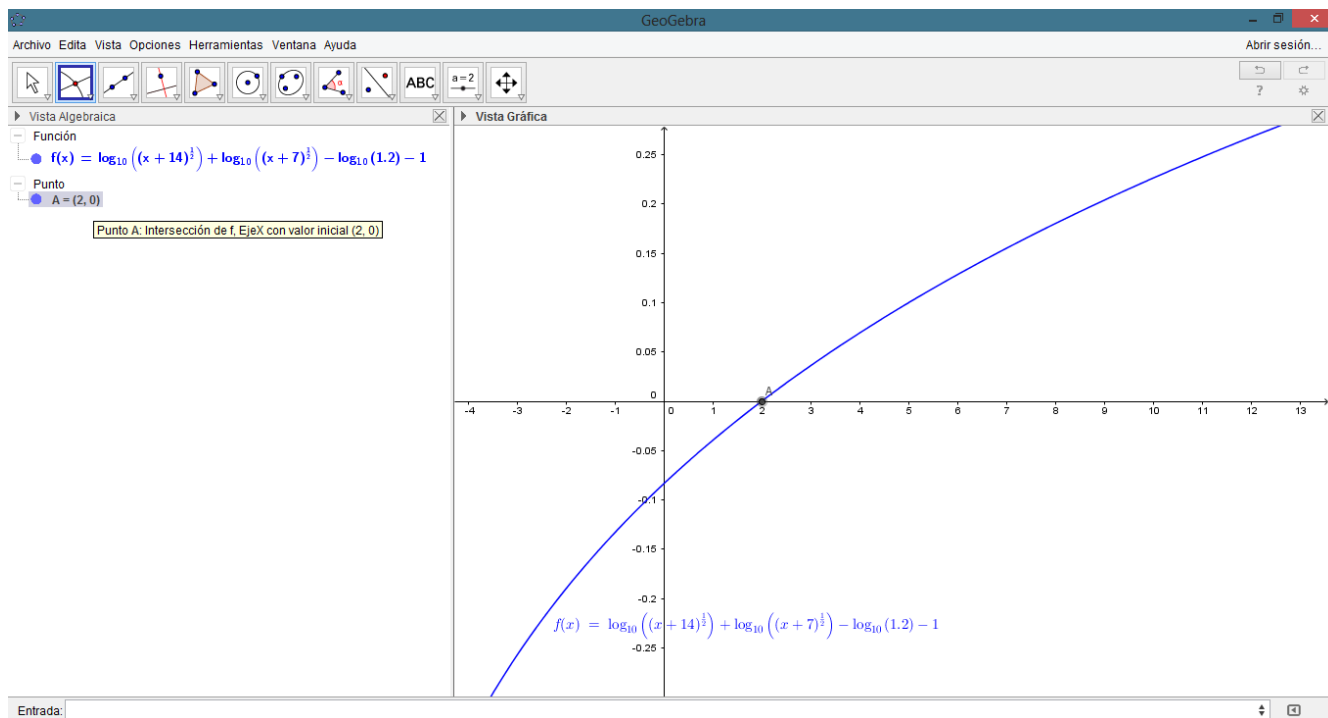 GeoGebra
Archivo Edita Vista Opciones Herramientas Ventana Ayuda
Abrir sesión...
ABC
a = 2
?
Vista Algebraica
Función
f(x) = log₁₀((x + 14)^(1/2)) + log₁₀((x + 7)^(1/2)) − log₁₀(1.2) − 1
Punto
A = (2, 0)
Punto A: Intersección de f, EjeX con valor inicial (2, 0)
Vista Gráfica
0.25
0.2
0.15
0.1
0.05
0
A
-4 -3 -2 -1 0 1 2 3 4 5 6 7 8 9 10 11 12 13
-0.05
-0.1
-0.15
-0.2
f(x) = log₁₀((x + 14)^(1/2)) + log₁₀((x + 7)^(1/2)) − log₁₀(1.2) − 1
-0.25
Entrada: